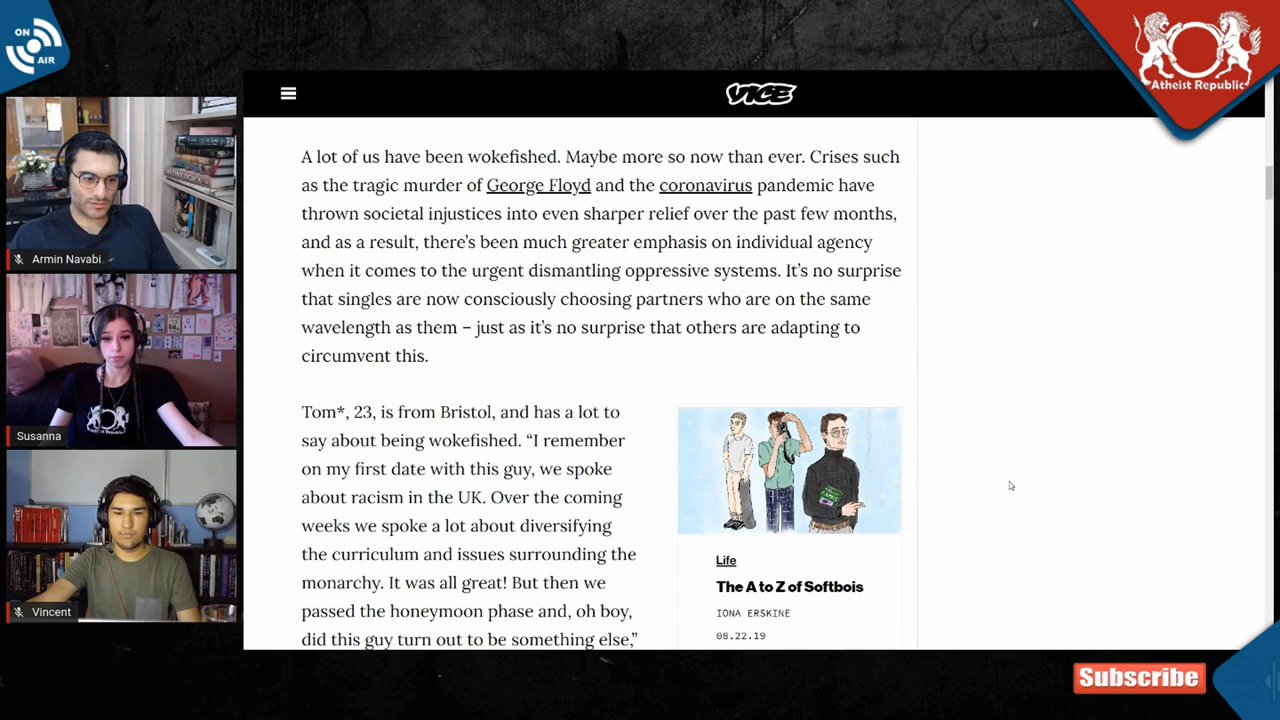 ON
AIR
Atheist Republic
VICE
Armin Navabi
Susanna
Vincent
A lot of us have been wokefished. Maybe more so now than ever. Crises such
as the tragic murder of George Floyd and the coronavirus pandemic have
thrown societal injustices into even sharper relief over the past few months,
and as a result, there’s been much greater emphasis on individual agency
when it comes to the urgent dismantling oppressive systems. It’s no surprise
that singles are now consciously choosing partners who are on the same
wavelength as them – just as it’s no surprise that others are adapting to
circumvent this.
Tom*, 23, is from Bristol, and has a lot to
say about being wokefished. “I remember
on my first date with this guy, we spoke
about racism in the UK. Over the coming
weeks we spoke a lot about diversifying
the curriculum and issues surrounding the
monarchy. It was all great! But then we
passed the honeymoon phase and, oh boy,
did this guy turn out to be something else,”
Life
The A to Z of Softbois
IONA ERSKINE
08.22.19
Subscribe